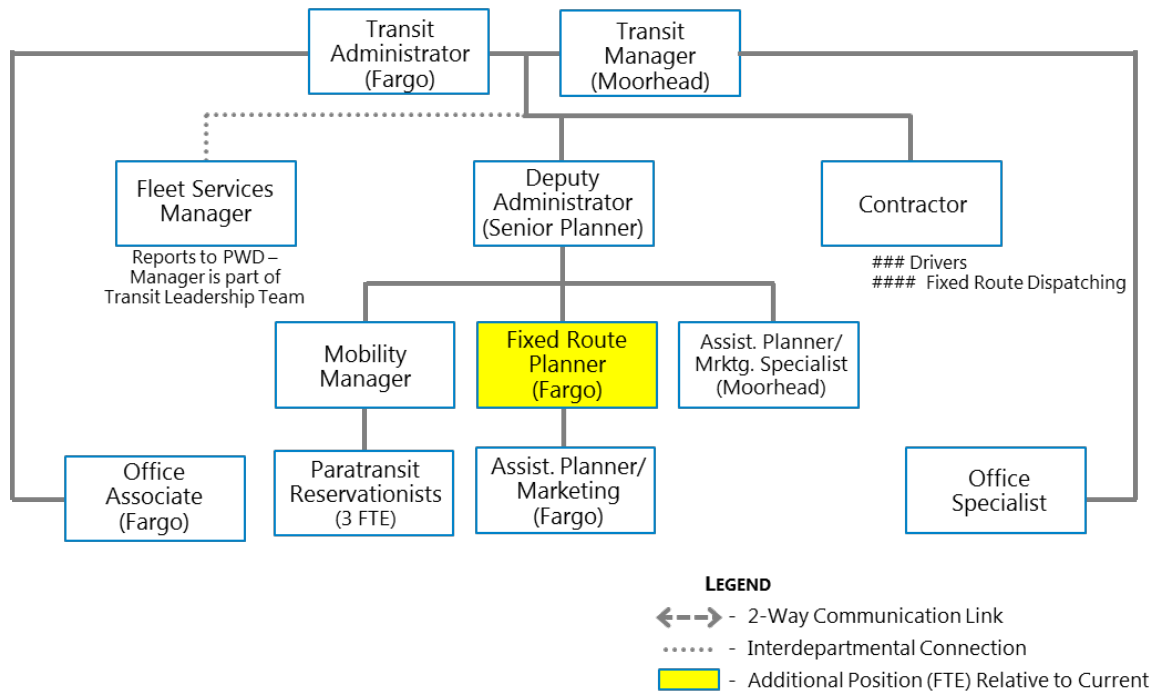 Transit
Administrator
(Fargo)
Transit
Manager
(Moorhead)
Fleet Services
Manager
Reports to PWD –
Manager is part of
Transit Leadership Team
Deputy
Administrator
(Senior Planner)
Contractor
### Drivers
#### Fixed Route Dispatching
Mobility
Manager
Fixed Route
Planner
(Fargo)
Assist. Planner/
Mrktg. Specialist
(Moorhead)
Office
Associate
(Fargo)
Paratransit
Reservationists
(3 FTE)
Assist. Planner/
Marketing
(Fargo)
Office
Specialist
LEGEND
- 2-Way Communication Link
- Interdepartmental Connection
- Additional Position (FTE) Relative to Current